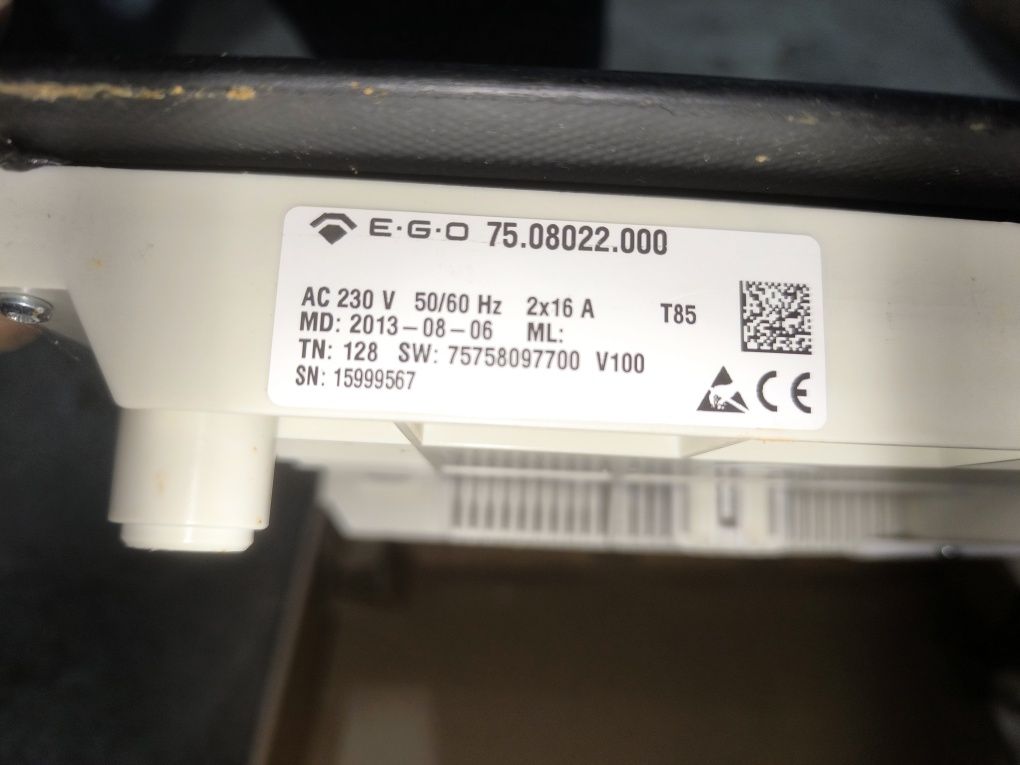 E·G·O 75.08022.000
AC 230 V 50/60 Hz 2x16 A T85
MD: 2013-08-06 ML:
TN: 128 SW: 75758097700 V100
SN: 15999567
CE